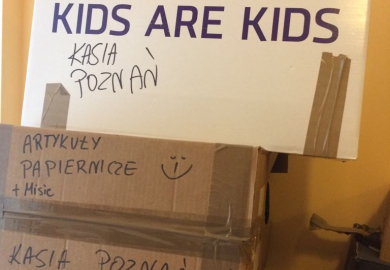 KIDS ARE KIDS
KASIA
POZNAŃ
ARTYKUŁY
PAPIERNICZE
+ Misie
KASIA POZNAŃ